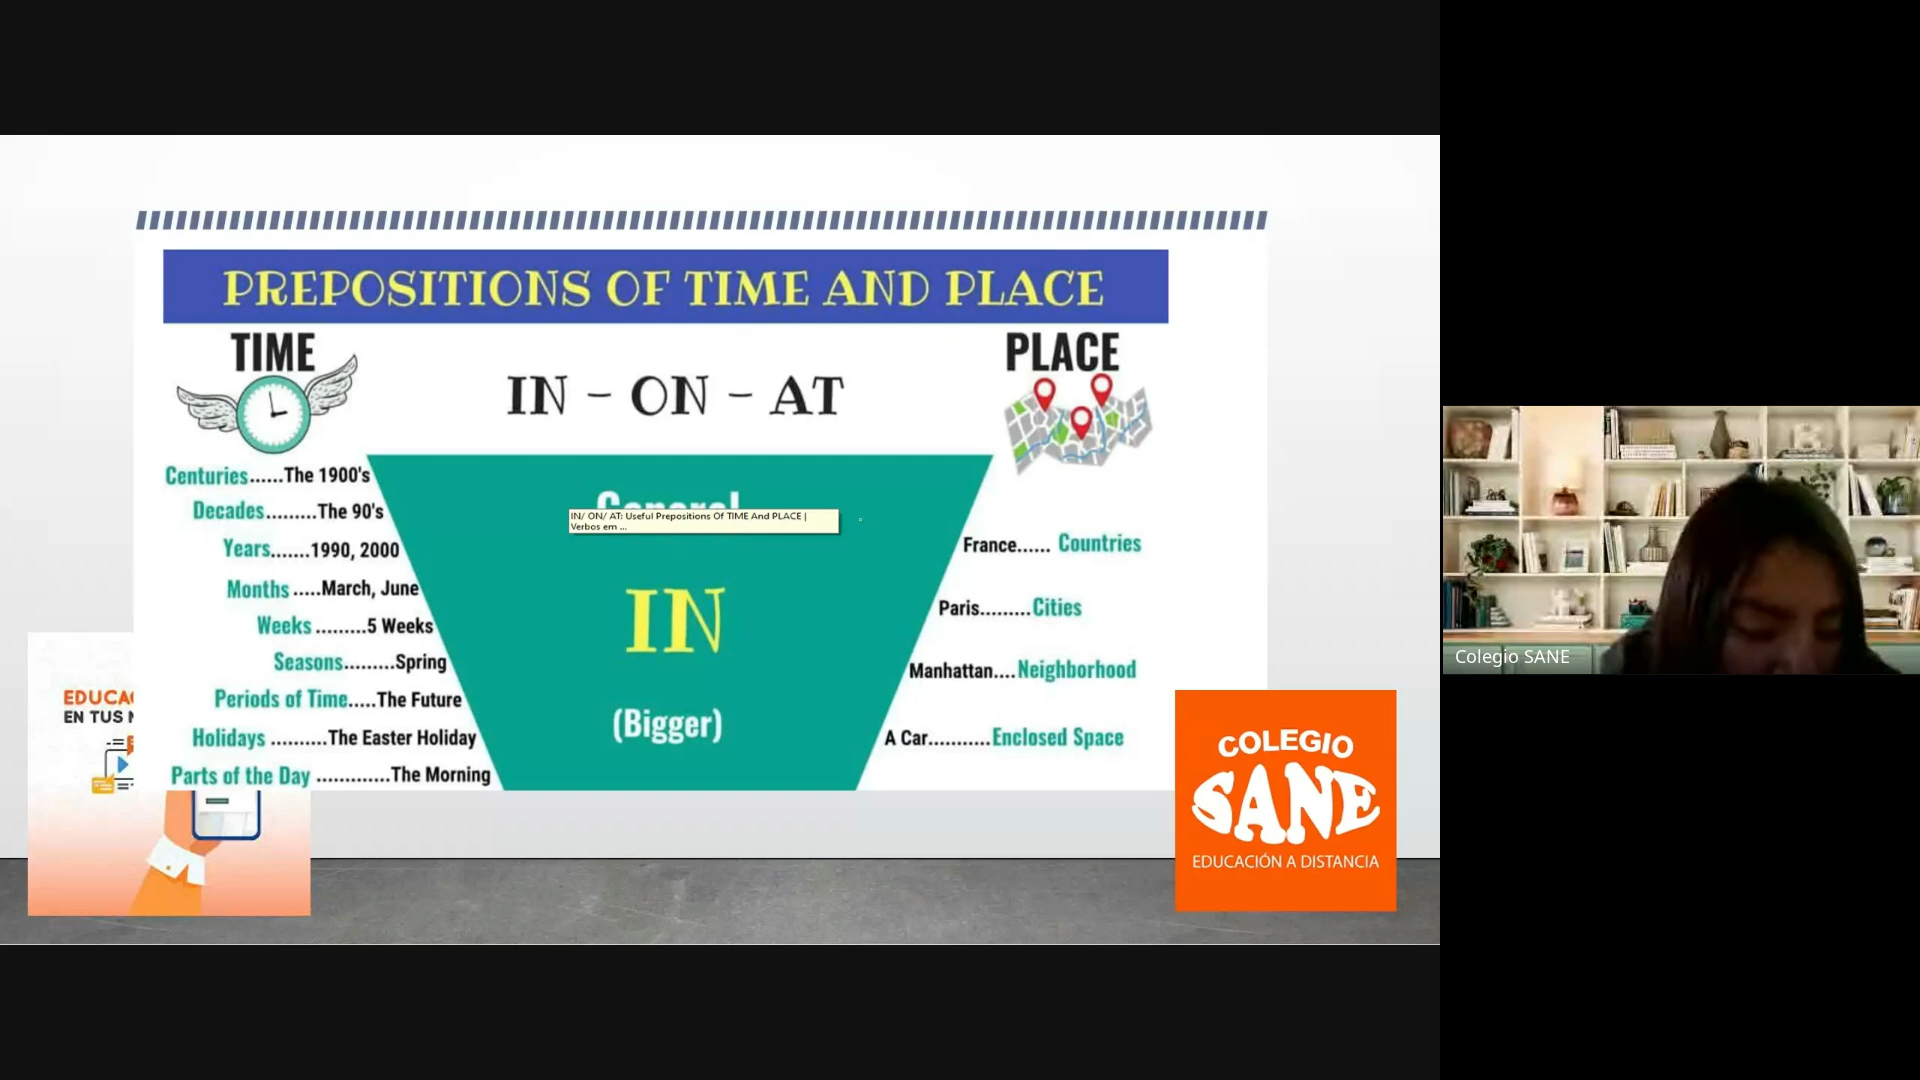 PREPOSITIONS OF TIME AND PLACE
TIME
PLACE
IN - ON - AT
Centuries......The 1900's
Decades.........The 90's
Years.......1990, 2000
Months .....March, June
Weeks .........5 Weeks
Seasons.........Spring
Periods of Time.....The Future
Holidays ..........The Easter Holiday
Parts of the Day .............The Morning
General
IN/ ON/ AT: Useful Prepositions Of TIME And PLACE |
Verbos em ...
IN
(Bigger)
France...... Countries
Paris.........Cities
Manhattan....Neighborhood
A Car...........Enclosed Space
EDUCA
EN TUS
COLEGIO
SANE
EDUCACIÓN A DISTANCIA
Colegio SANE